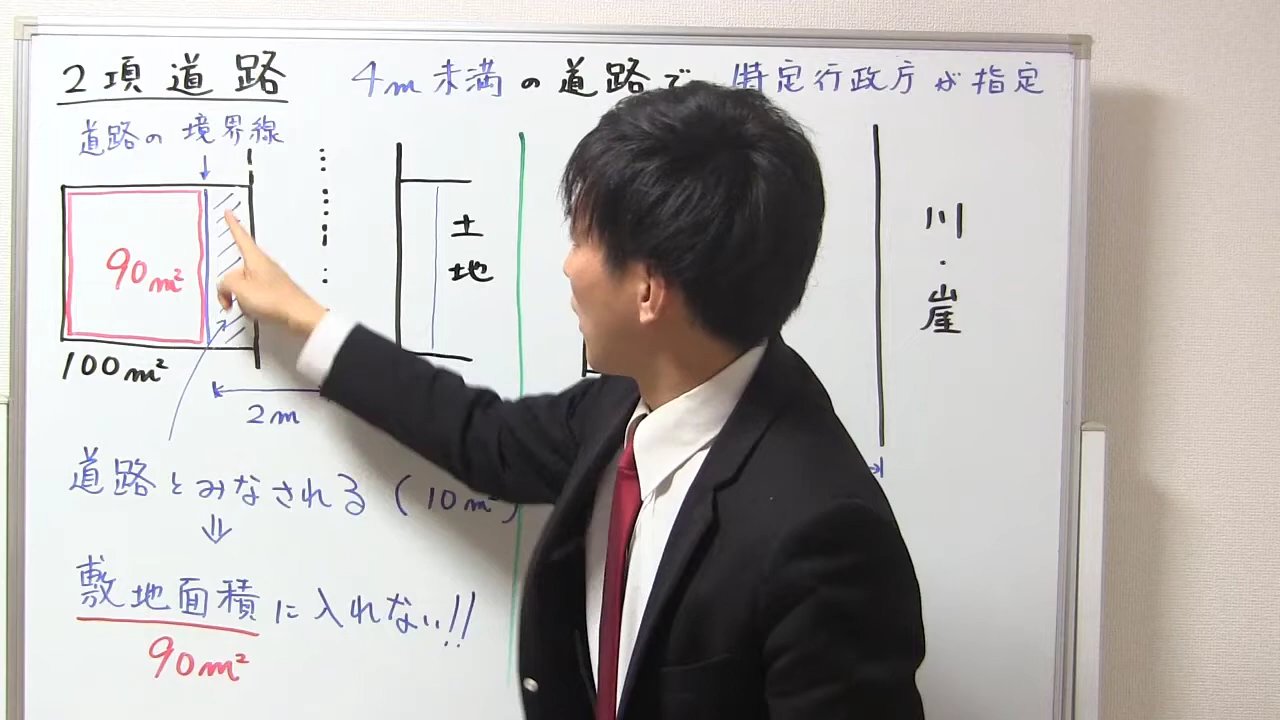 2項道路 4m未満の道路で 特定行政庁が指定
道路の境界線
90m²
100m²
2m
土地
川・崖
道路とみなされる(10m²)
⇓
敷地面積に入れない!!
90m²